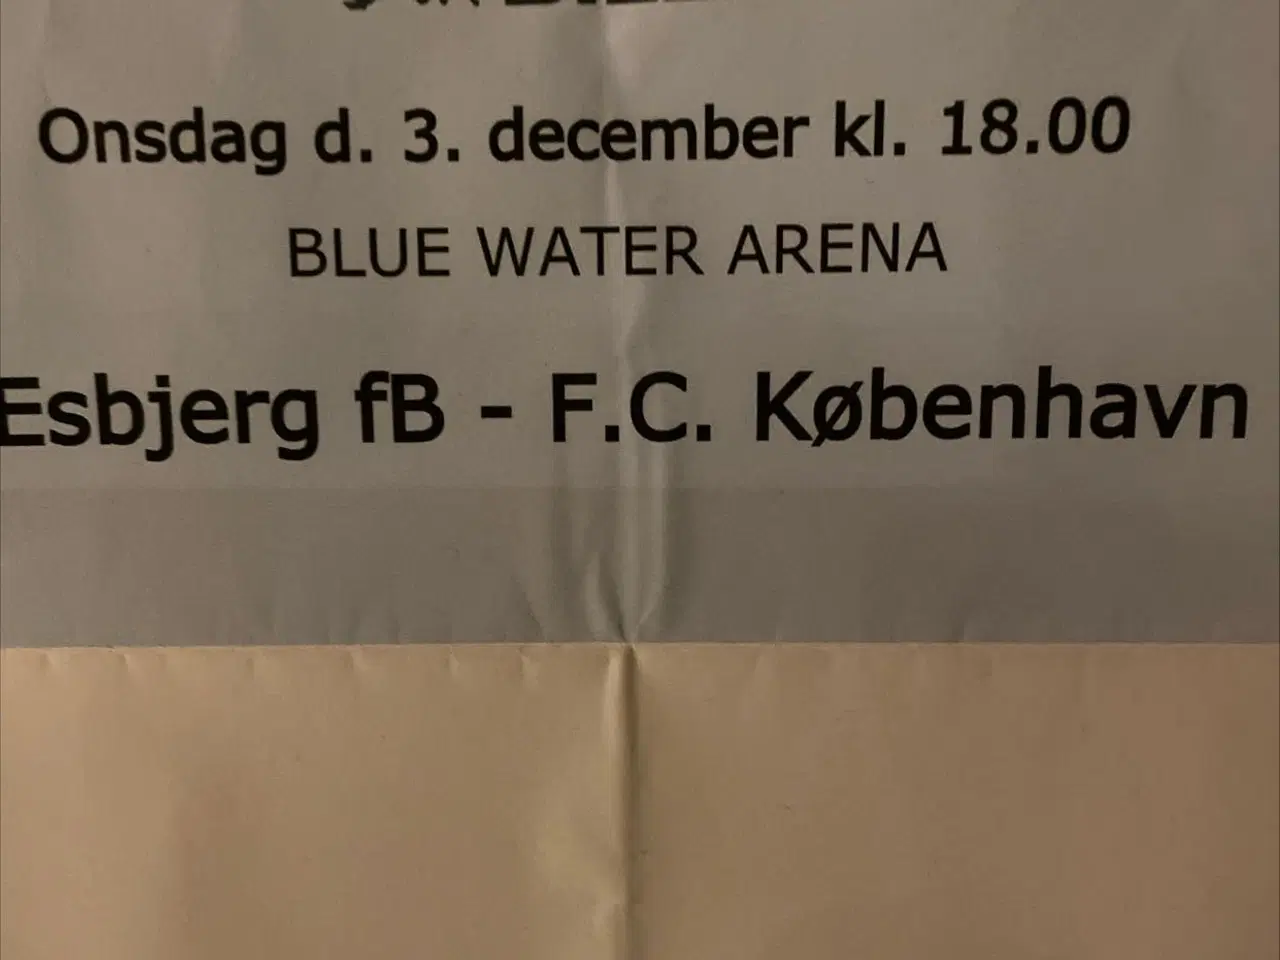 Onsdag d. 3. december kl. 18.00
BLUE WATER ARENA
Esbjerg fB - F.C. København